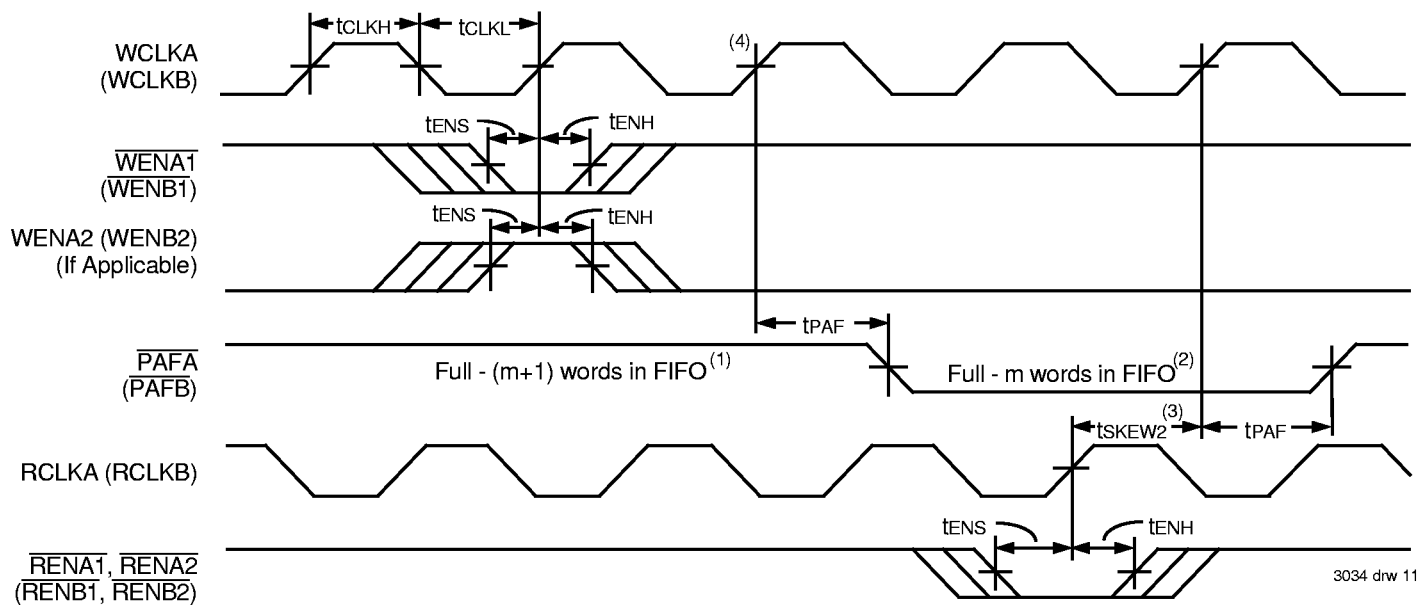 tCLKH
tCLKL
(4)
WCLKA
(WCLKB)
tENS
tENH
WENA1
(WENB1)
tENS
tENH
WENA2 (WENB2)
(If Applicable)
tPAF
PAFA
(PAFB)
Full - (m+1) words in FIFO(1)
Full - m words in FIFO(2)
(3)
tSKEW2
tPAF
RCLKA (RCLKB)
tENS
tENH
RENA1, RENA2
(RENB1, RENB2)
3034 drw 11